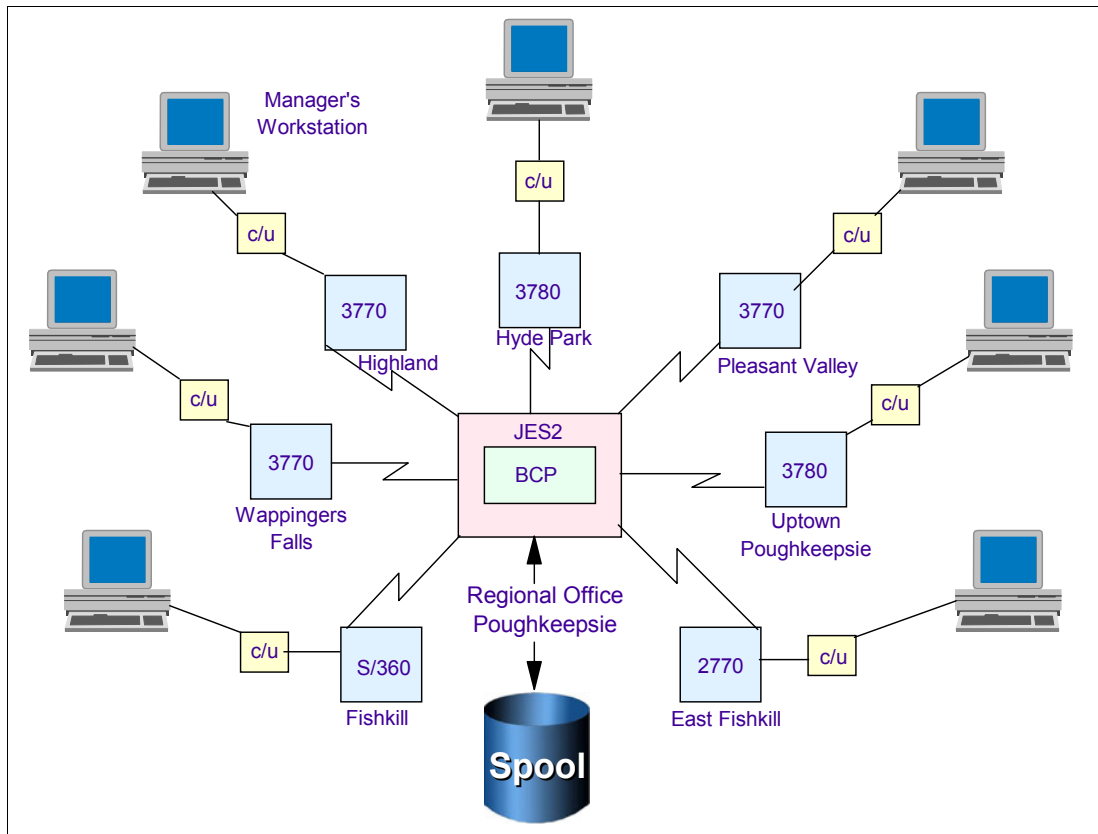 Manager's
Workstation
c/u
c/u
c/u
3770
Highland
3780
Hyde Park
3770
Pleasant Valley
c/u
c/u
3770
Wappingers
Falls
JES2
BCP
3780
Uptown
Poughkeepsie
Regional Office
Poughkeepsie
c/u
S/360
Fishkill
2770
c/u
East Fishkill
Spool